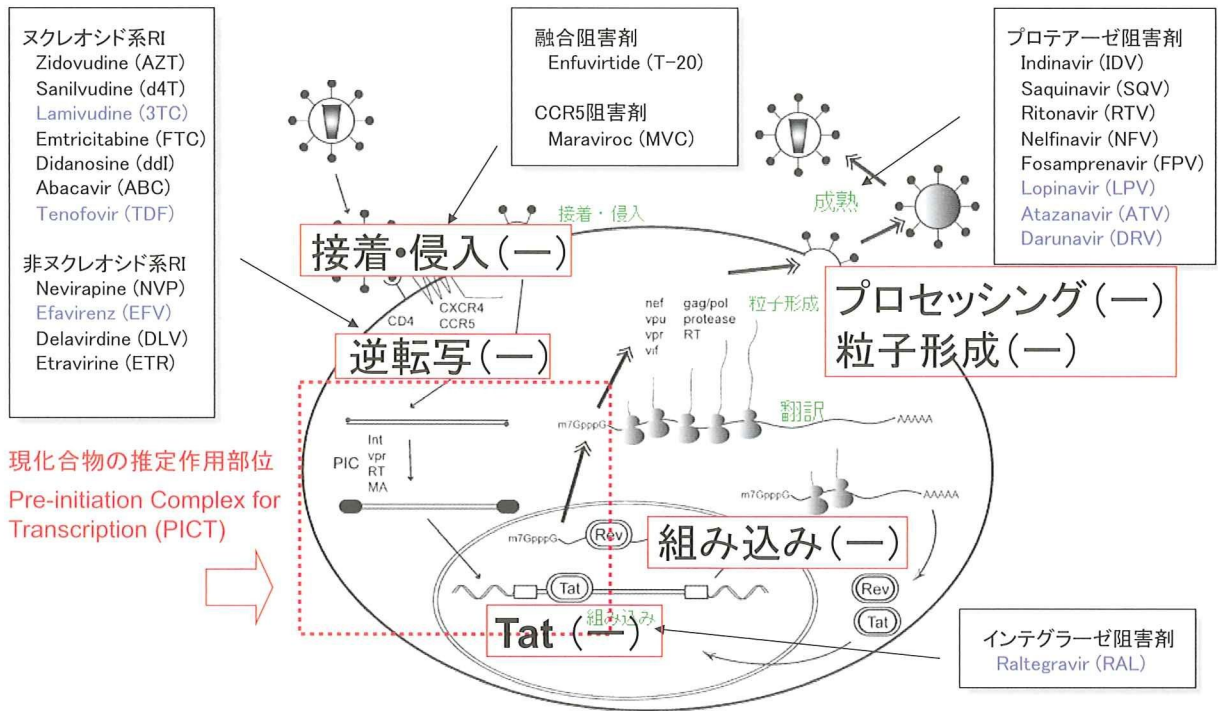 ヌクレオシド系RI
Zidovudine (AZT)
Sanilvudine (d4T)
Lamivudine (3TC)
Emtricitabine (FTC)
Didanosine (ddI)
Abacavir (ABC)
Tenofovir (TDF)
非ヌクレオシド系RI
Nevirapine (NVP)
Efavirenz (EFV)
Delavirdine (DLV)
Etravirine (ETR)
融合阻害剤
Enfuvirtide (T-20)
CCR5阻害剤
Maraviroc (MVC)
プロテアーゼ阻害剤
Indinavir (IDV)
Saquinavir (SQV)
Ritonavir (RTV)
Nelfinavir (NFV)
Fosamprenavir (FPV)
Lopinavir (LPV)
Atazanavir (ATV)
Darunavir (DRV)
成熟
接着・侵入
接着・侵入(ー)
CD4
CXCR4
CCR5
逆転写(ー)
nef
vpu
vpr
vif
gag/pol
protease
RT
粒子形成
プロセッシング(ー)
粒子形成(ー)
m7GpppG
翻訳
AAAAA
PIC
Int
vpr
RT
MA
m7GpppG
AAAAA
現化合物の推定作用部位
Pre-initiation Complex for
Transcription (PICT)
m7GpppG
Rev
組み込み(ー)
Tat
組み込み
Tat (ー)
Rev
Tat
インテグラーゼ阻害剤
Raltegravir (RAL)